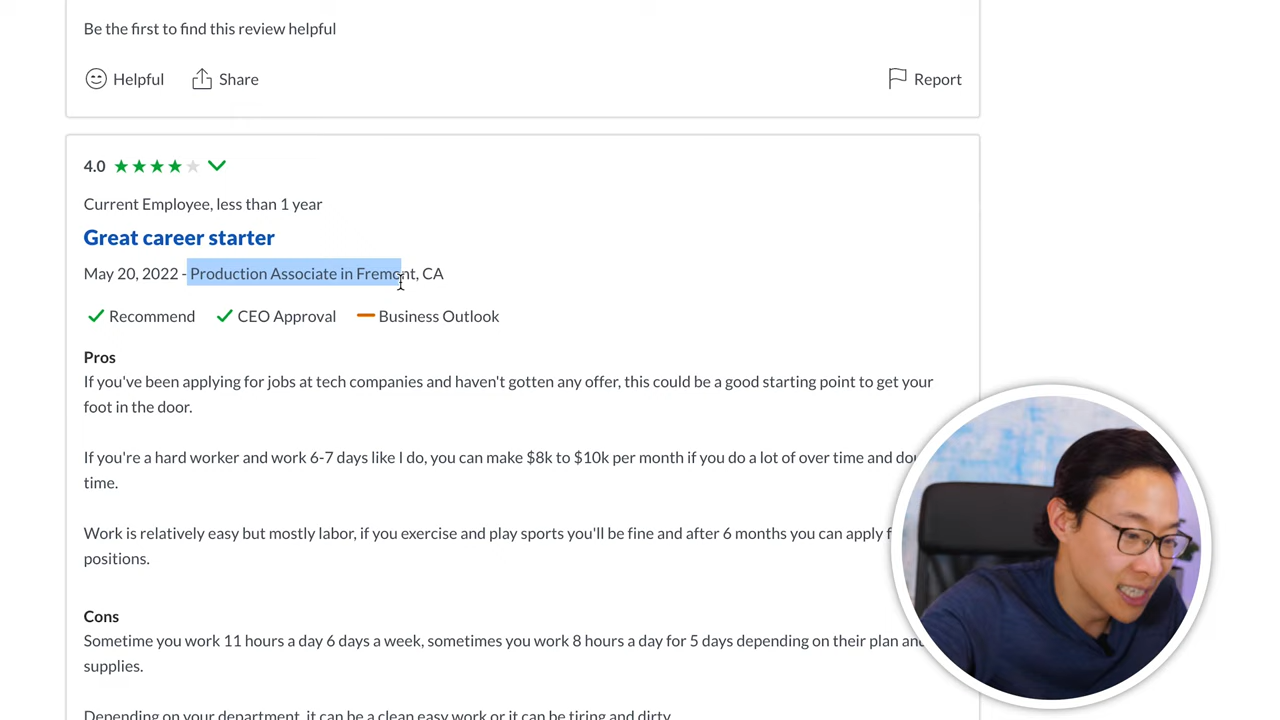 Be the first to find this review helpful
Helpful Share Report
4.0
Current Employee, less than 1 year
Great career starter
May 20, 2022 - Production Associate in Fremont, CA
Recommend CEO Approval Business Outlook
Pros
If you've been applying for jobs at tech companies and haven't gotten any offer, this could be a good starting point to get your
foot in the door.
If you're a hard worker and work 6-7 days like I do, you can make $8k to $10k per month if you do a lot of over time and
time.
Work is relatively easy but mostly labor, if you exercise and play sports you'll be fine and after 6 months you can apply
positions.
Cons
Sometime you work 11 hours a day 6 days a week, sometimes you work 8 hours a day for 5 days depending on their plan and
supplies.
Depending on your department, it can be a clean easy work or it can be tiring and dirty